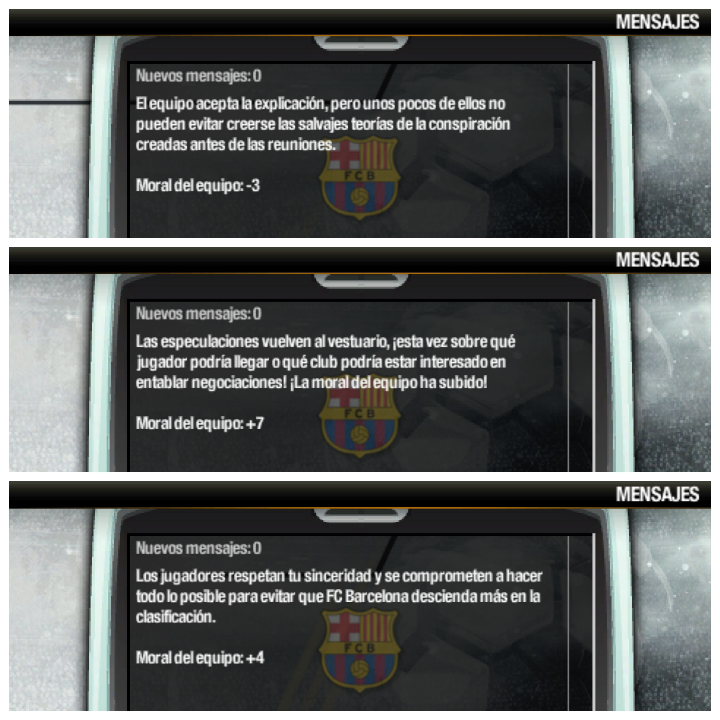 MENSAJES
Nuevos mensajes: 0
El equipo acepta la explicación, pero unos pocos de ellos no
pueden evitar creerse las salvajes teorías de la conspiración
creadas antes de las reuniones.
FCB
Moral del equipo: -3
MENSAJES
Nuevos mensajes: 0
Las especulaciones vuelven al vestuario, ¡esta vez sobre qué
jugador podría llegar o qué club podría estar interesado en
entablar negociaciones! ¡La moral del equipo ha subido!
FCB
Moral del equipo: +7
MENSAJES
Nuevos mensajes: 0
Los jugadores respetan tu sinceridad y se comprometen a hacer
todo lo posible para evitar que FC Barcelona descienda más en la
clasificación.
FCB
Moral del equipo: +4